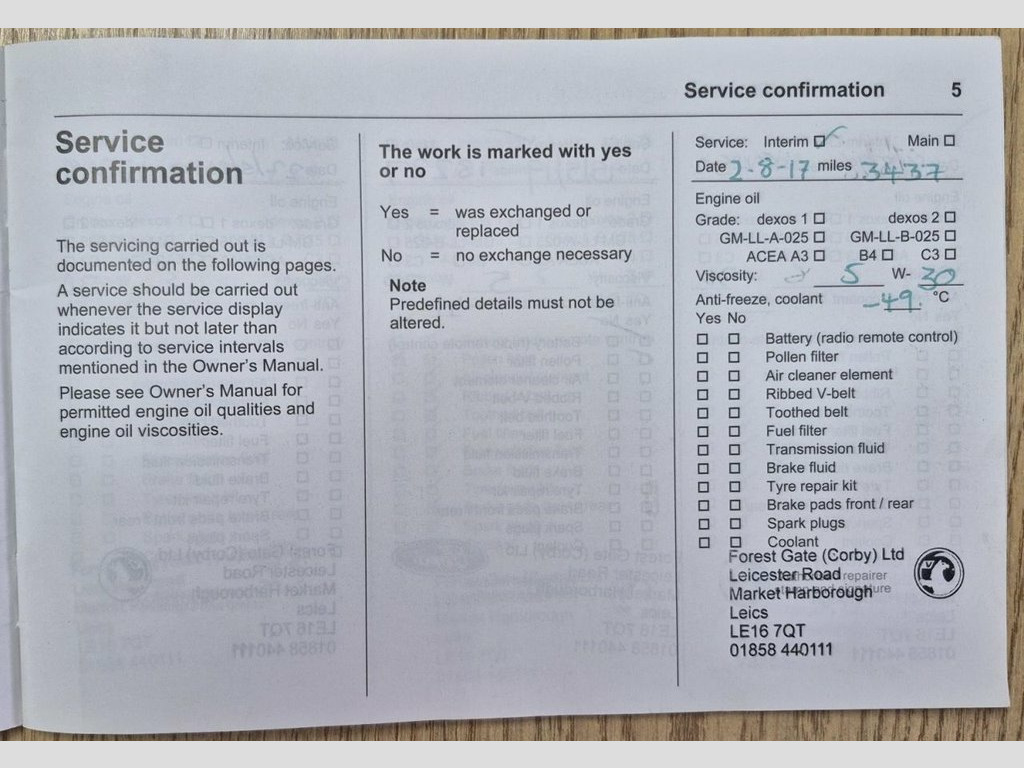 Service confirmation 5
Service
confirmation
The servicing carried out is
documented on the following pages.
A service should be carried out
whenever the service display
indicates it but not later than
according to service intervals
mentioned in the Owner's Manual.
Please see Owner's Manual for
permitted engine oil qualities and
engine oil viscosities.
The work is marked with yes
or no
Yes = was exchanged or
replaced
No = no exchange necessary
Note
Predefined details must not be
altered.
Service: Interim ☑ Main ☐
Date 2-8-17 miles 3437
Engine oil
Grade: dexos 1 ☐ dexos 2 ☐
GM-LL-A-025 ☐ GM-LL-B-025 ☐
ACEA A3 ☐ B4 ☐ C3 ☐
Viscosity: 5 W- 30
Anti-freeze, coolant -49. °C
Yes No
☐ ☐ Battery (radio remote control)
☐ ☐ Pollen filter
☐ ☐ Air cleaner element
☐ ☐ Ribbed V-belt
☐ ☐ Toothed belt
☐ ☐ Fuel filter
☐ ☐ Transmission fluid
☐ ☐ Brake fluid
☐ ☐ Tyre repair kit
☐ ☐ Brake pads front / rear
☐ ☐ Spark plugs
☐ ☐ Coolant
Forest Gate (Corby) Ltd
Leicester Road
repairer
Market Harborough
signature
Leics
LE16 7QT
01858 440111